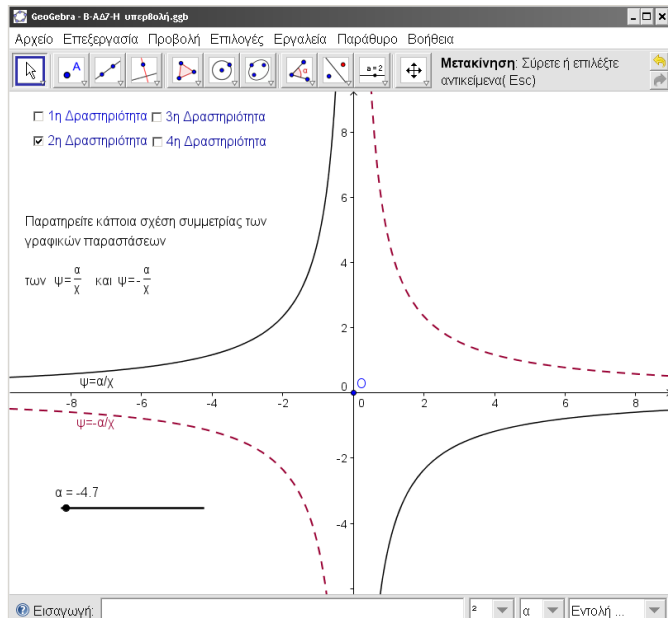 GeoGebra - Β-ΑΔ7-Η υπερβολή.ggb
Αρχείο Επεξεργασία Προβολή Επιλογές Εργαλεία Παράθυρο Βοήθεια
A α a = 2 Μετακίνηση: Σύρετε ή επιλέξτε
αντικείμενα( Esc)
1η Δραστηριότητα 3η Δραστηριότητα
2η Δραστηριότητα 4η Δραστηριότητα
Παρατηρείτε κάποια σχέση συμμετρίας των
γραφικών παραστάσεων
των ψ=α/χ και ψ=-α/χ
8
6
4
2
0
-2
-4
ψ=α/χ
O
-8 -6 -4 -2 0 2 4 6 8
ψ=-α/χ
α = -4.7
Εισαγωγή: ² α Εντολή ...